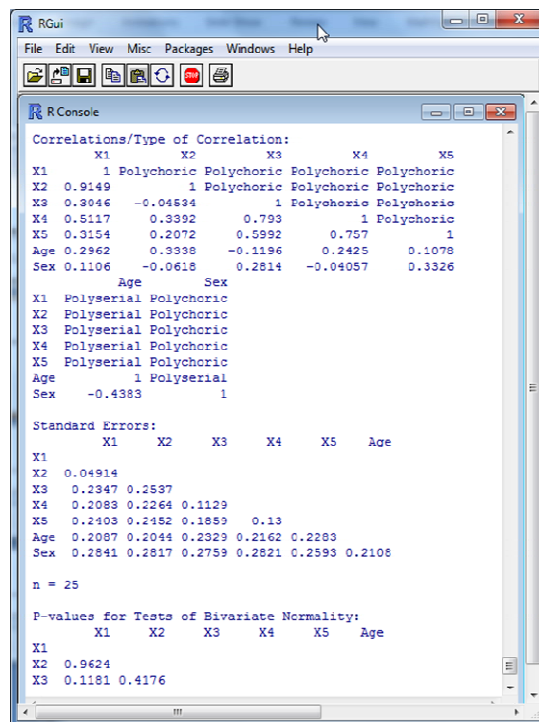 RGui
File Edit View Misc Packages Windows Help
STOP
R Console
Correlations/Type of Correlation:
X1 X2 X3 X4 X5
X1 1 Polychoric Polychoric Polychoric Polychoric
X2 0.9149 1 Polychoric Polychoric Polychoric
X3 0.3046 -0.04534 1 Polychoric Polychoric
X4 0.5117 0.3392 0.793 1 Polychoric
X5 0.3154 0.2072 0.5992 0.757 1
Age 0.2962 0.3338 -0.1196 0.2425 0.1078
Sex 0.1106 -0.0618 0.2814 -0.04057 0.3326
Age Sex
X1 Polyserial Polychoric
X2 Polyserial Polychoric
X3 Polyserial Polychoric
X4 Polyserial Polychoric
X5 Polyserial Polychoric
Age 1 Polyserial
Sex -0.4383 1
Standard Errors:
X1 X2 X3 X4 X5 Age
X1
X2 0.04914
X3 0.2347 0.2537
X4 0.2083 0.2264 0.1129
X5 0.2403 0.2452 0.1859 0.13
Age 0.2087 0.2044 0.2329 0.2162 0.2283
Sex 0.2841 0.2817 0.2759 0.2821 0.2593 0.2108
n = 25
P-values for Tests of Bivariate Normality:
X1 X2 X3 X4 X5 Age
X1
X2 0.9624
X3 0.1181 0.4176